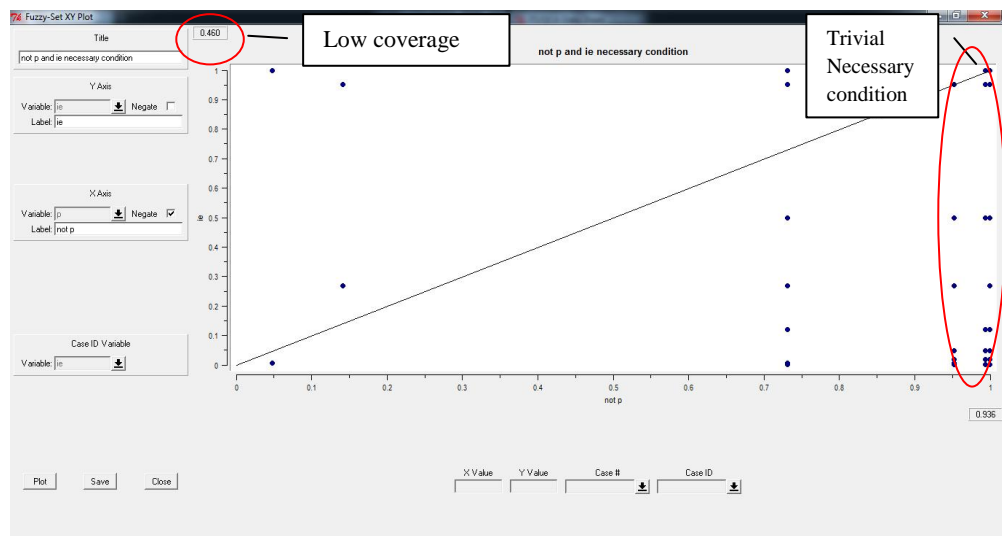 Fuzzy-Set XY Plot
Title
not p and ie necessary condition
Y Axis
Variable: ie Negate
Label: ie
X Axis
Variable: p Negate
Label: not p
Case ID Variable
Variable: ie
Plot Save Close
0.460
Low coverage
not p and ie necessary condition
Trivial
Necessary
condition
1
0.9
0.8
0.7
0.6
0.5
0.4
0.3
0.2
0.1
0
ie
0 0.1 0.2 0.3 0.4 0.5 0.6 0.7 0.8 0.9 1
not p
0.936
X Value Y Value Case # Case ID